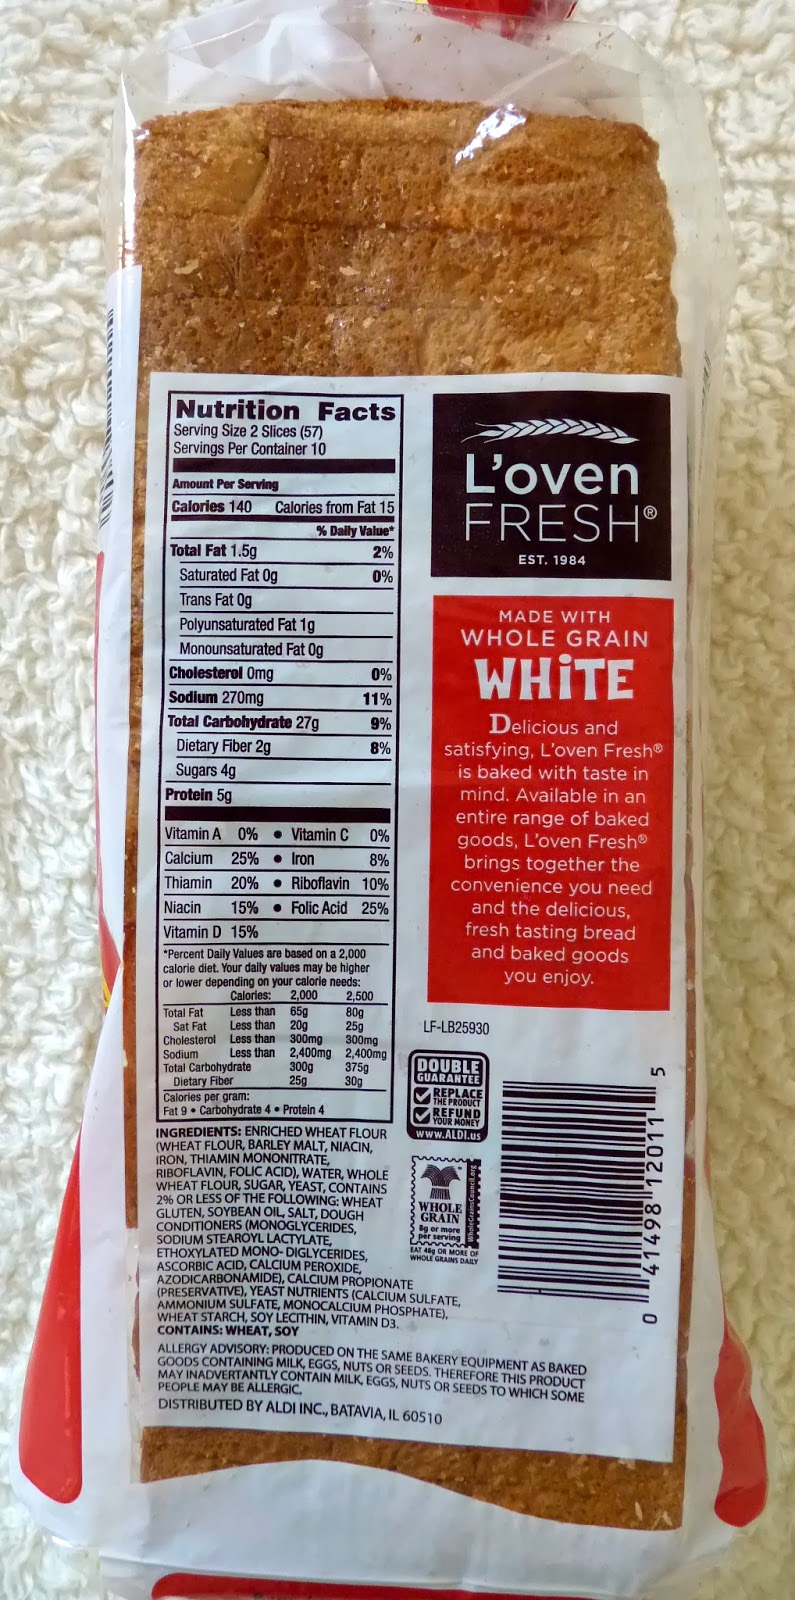 Nutrition Facts
Serving Size 2 Slices (57)
Servings Per Container 10
Amount Per Serving
Calories 140 Calories from Fat 15
% Daily Value*
Total Fat 1.5g 2%
Saturated Fat 0g 0%
Trans Fat 0g
Polyunsaturated Fat 1g
Monounsaturated Fat 0g
Cholesterol 0mg 0%
Sodium 270mg 11%
Total Carbohydrate 27g 9%
Dietary Fiber 2g 8%
Sugars 4g
Protein 5g
Vitamin A 0% • Vitamin C 0%
Calcium 25% • Iron 8%
Thiamin 20% • Riboflavin 10%
Niacin 15% • Folic Acid 25%
Vitamin D 15%
*Percent Daily Values are based on a 2,000
calorie diet. Your daily values may be higher
or lower depending on your calorie needs:
Calories: 2,000 2,500
Total Fat Less than 65g 80g
Sat Fat Less than 20g 25g
Cholesterol Less than 300mg 300mg
Sodium Less than 2,400mg 2,400mg
Total Carbohydrate 300g 375g
Dietary Fiber 25g 30g
Calories per gram:
Fat 9 • Carbohydrate 4 • Protein 4
INGREDIENTS: ENRICHED WHEAT FLOUR
(WHEAT FLOUR, BARLEY MALT, NIACIN,
IRON, THIAMIN MONONITRATE,
RIBOFLAVIN, FOLIC ACID), WATER, WHOLE
WHEAT FLOUR, SUGAR, YEAST, CONTAINS
2% OR LESS OF THE FOLLOWING: WHEAT
GLUTEN, SOYBEAN OIL, SALT, DOUGH
CONDITIONERS (MONOGLYCERIDES,
SODIUM STEAROYL LACTYLATE,
ETHOXYLATED MONO- DIGLYCERIDES,
ASCORBIC ACID, CALCIUM PEROXIDE,
AZODICARBONAMIDE), CALCIUM PROPIONATE
(PRESERVATIVE), YEAST NUTRIENTS (CALCIUM SULFATE,
AMMONIUM SULFATE, MONOCALCIUM PHOSPHATE),
WHEAT STARCH, SOY LECITHIN, VITAMIN D3.
CONTAINS: WHEAT, SOY
ALLERGY ADVISORY: PRODUCED ON THE SAME BAKERY EQUIPMENT AS BAKED
GOODS CONTAINING MILK, EGGS, NUTS OR SEEDS. THEREFORE THIS PRODUCT
MAY INADVERTANTLY CONTAIN MILK, EGGS, NUTS OR SEEDS TO WHICH SOME
PEOPLE MAY BE ALLERGIC.
DISTRIBUTED BY ALDI INC., BATAVIA, IL 60510
L'oven
FRESH®
EST. 1984
MADE WITH
WHOLE GRAIN
WHiTE
Delicious and
satisfying, L'oven Fresh®
is baked with taste in
mind. Available in an
entire range of baked
goods, L'oven Fresh®
brings together the
convenience you need
and the delicious,
fresh tasting bread
and baked goods
you enjoy.
LF-LB25930
DOUBLE
GUARANTEE
REPLACE
THE PRODUCT
REFUND
YOUR MONEY
WWW.ALDI.US
WHOLE
GRAIN
8g or more
per serving
WholeGrainsCouncil.org
EAT 48g OR MORE OF
WHOLE GRAINS DAILY
0 41498 12011 5